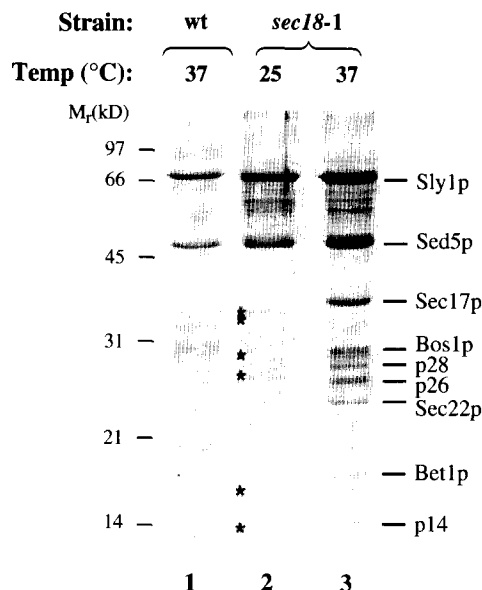 Strain: wt sec18-1
Temp (°C): 37 25 37
Mr(kD)
97
66 Sly1p
Sed5p
45
Sec17p
31 Bos1p
p28
p26
Sec22p
21
Bet1p
14 p14
1 2 3